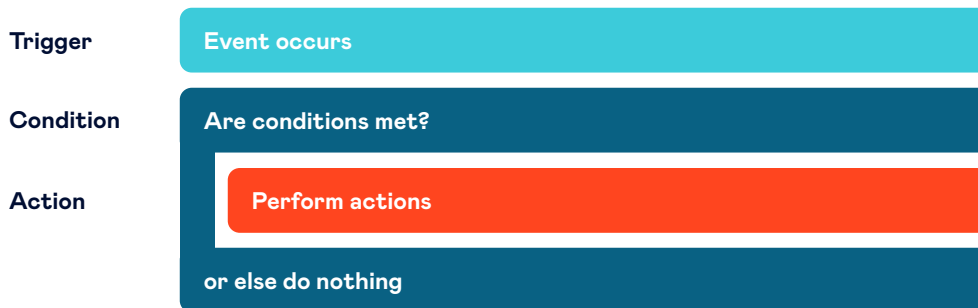 Trigger
Event occurs
Condition
Are conditions met?
Action
Perform actions
or else do nothing